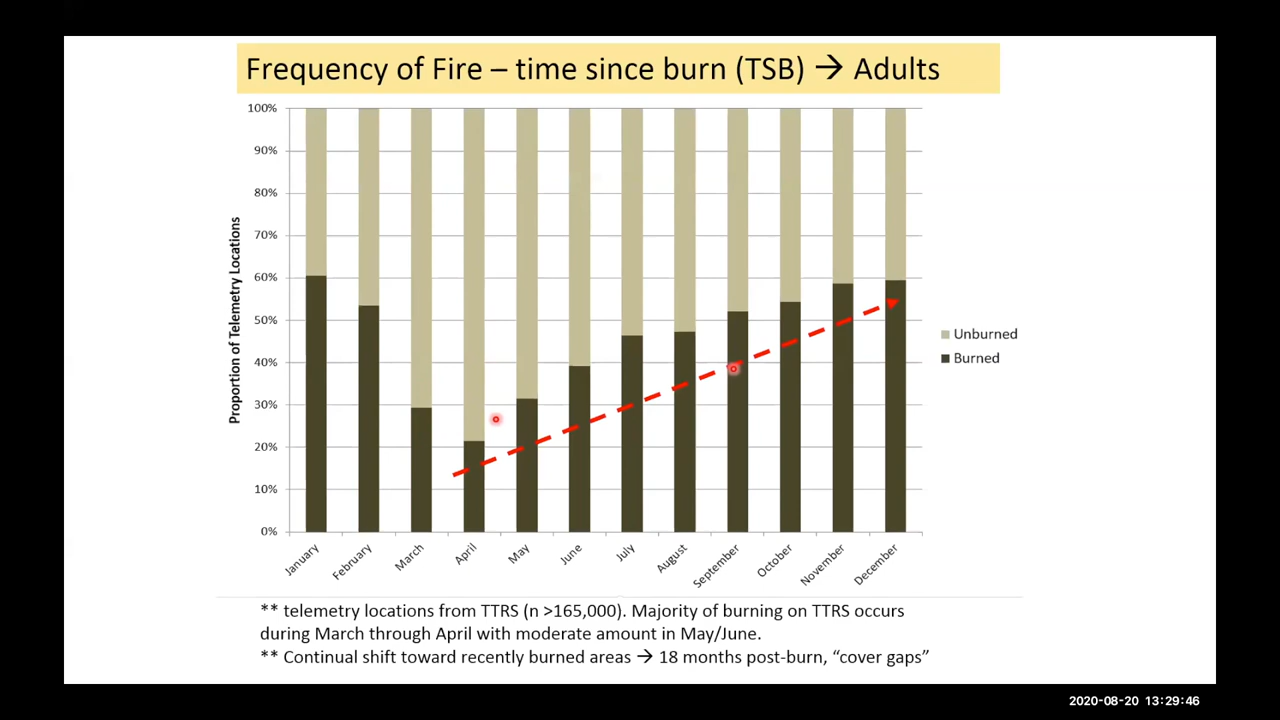 Frequency of Fire – time since burn (TSB) → Adults
100%
90%
80%
70%
60%
50%
40%
30%
20%
10%
0%
Proportion of Telemetry Locations
January
February
March
April
May
June
July
August
September
October
November
December
Unburned
Burned
** telemetry locations from TTRS (n >165,000). Majority of burning on TTRS occurs
during March through April with moderate amount in May/June.
** Continual shift toward recently burned areas → 18 months post-burn, “cover gaps”
2020-08-20 13:29:46